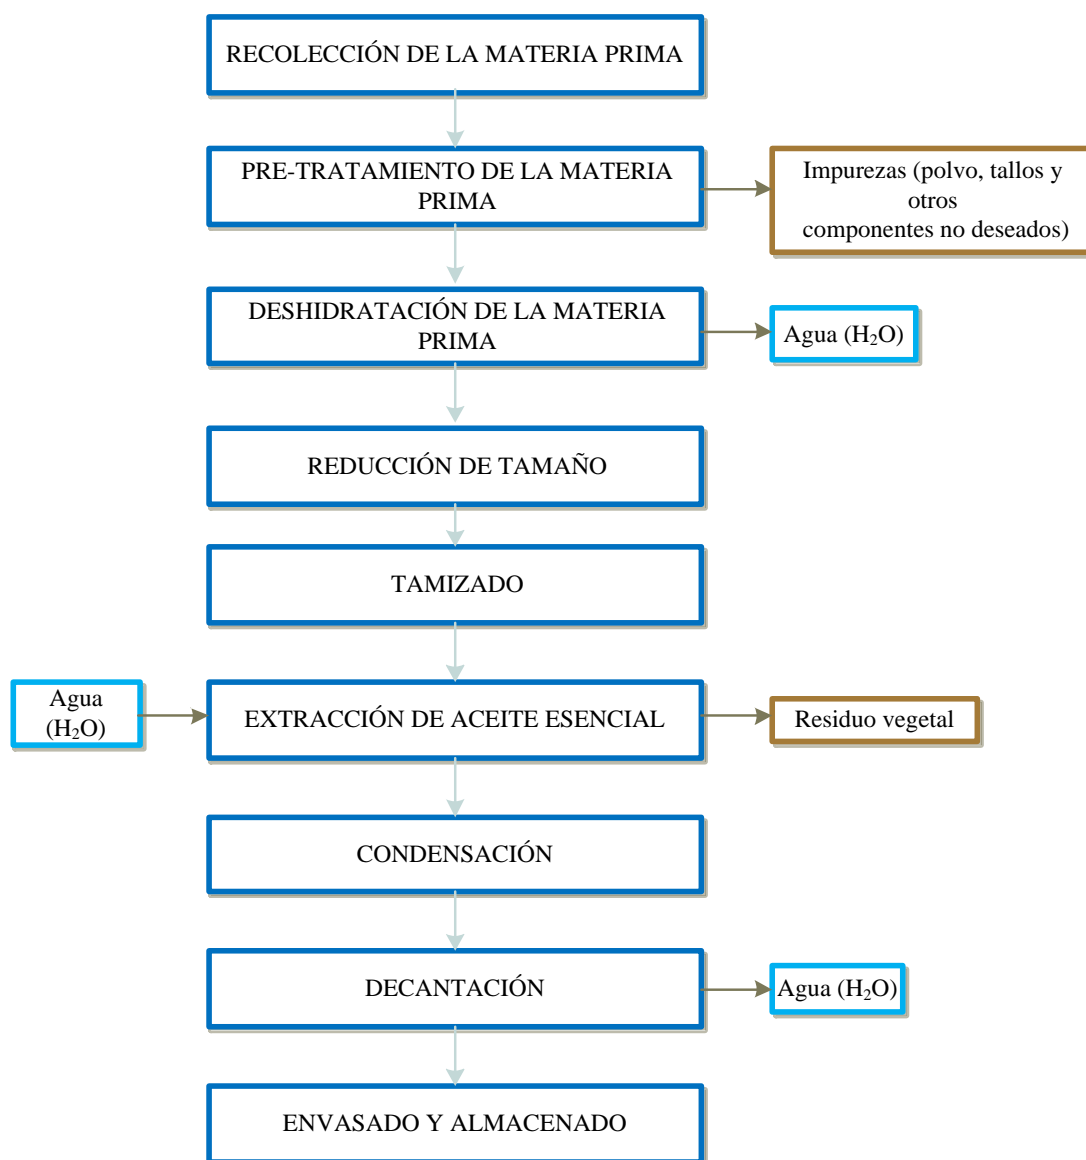 RECOLECCIÓN DE LA MATERIA PRIMA
PRE-TRATAMIENTO DE LA MATERIA
PRIMA
Impurezas (polvo, tallos y
otros
componentes no deseados)
DESHIDRATACIÓN DE LA MATERIA
PRIMA
Agua (H₂O)
REDUCCIÓN DE TAMAÑO
TAMIZADO
Agua
(H₂O)
EXTRACCIÓN DE ACEITE ESENCIAL
Residuo vegetal
CONDENSACIÓN
DECANTACIÓN
Agua (H₂O)
ENVASADO Y ALMACENADO